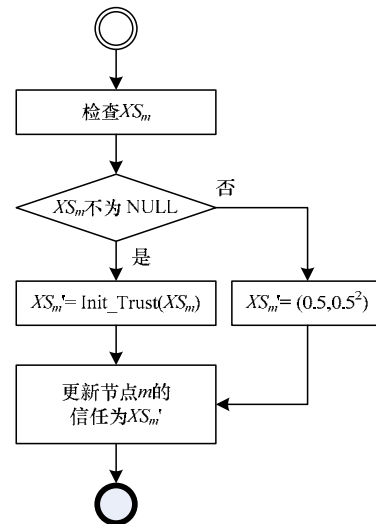 检查XSm
XSm不为 NULL
否
是
XSm'= Init_Trust(XSm)
XSm'= (0.5,0.5²)
更新节点m的
信任为XSm'